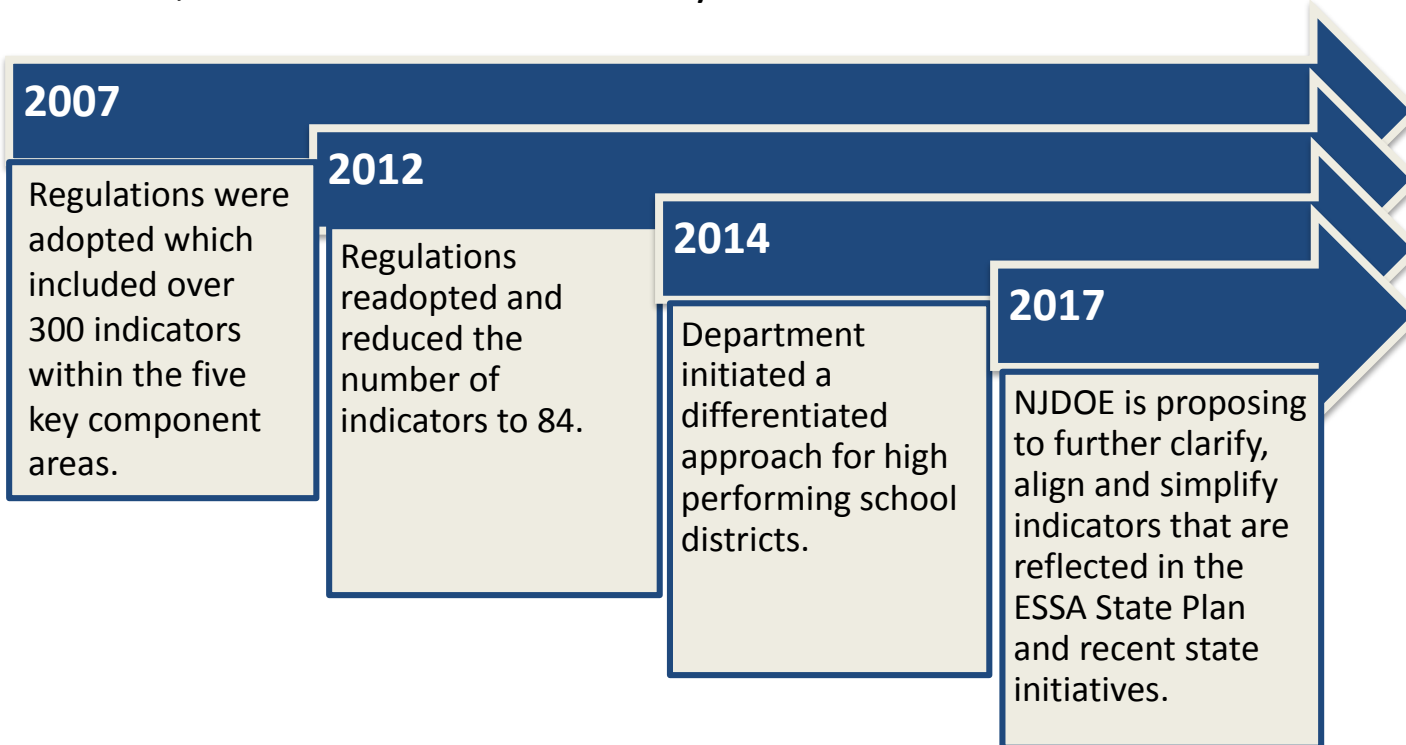 2007
Regulations were
adopted which
included over
300 indicators
within the five
key component
areas.
2012
Regulations
readopted and
reduced the
number of
indicators to 84.
2014
Department
initiated a
differentiated
approach for high
performing school
districts.
2017
NJDOE is proposing
to further clarify,
align and simplify
indicators that are
reflected in the
ESSA State Plan
and recent state
initiatives.